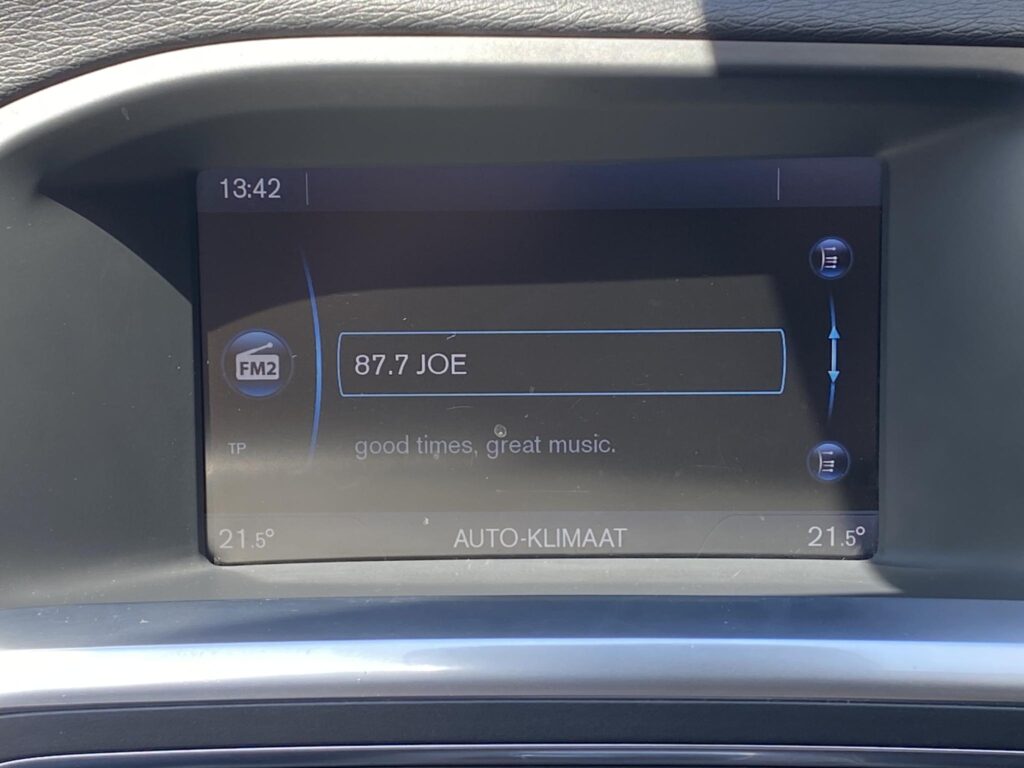 13:42
87.7 JOE
FM2
TP
good times, great music.
21.5°
AUTO-KLIMAAT
21.5°